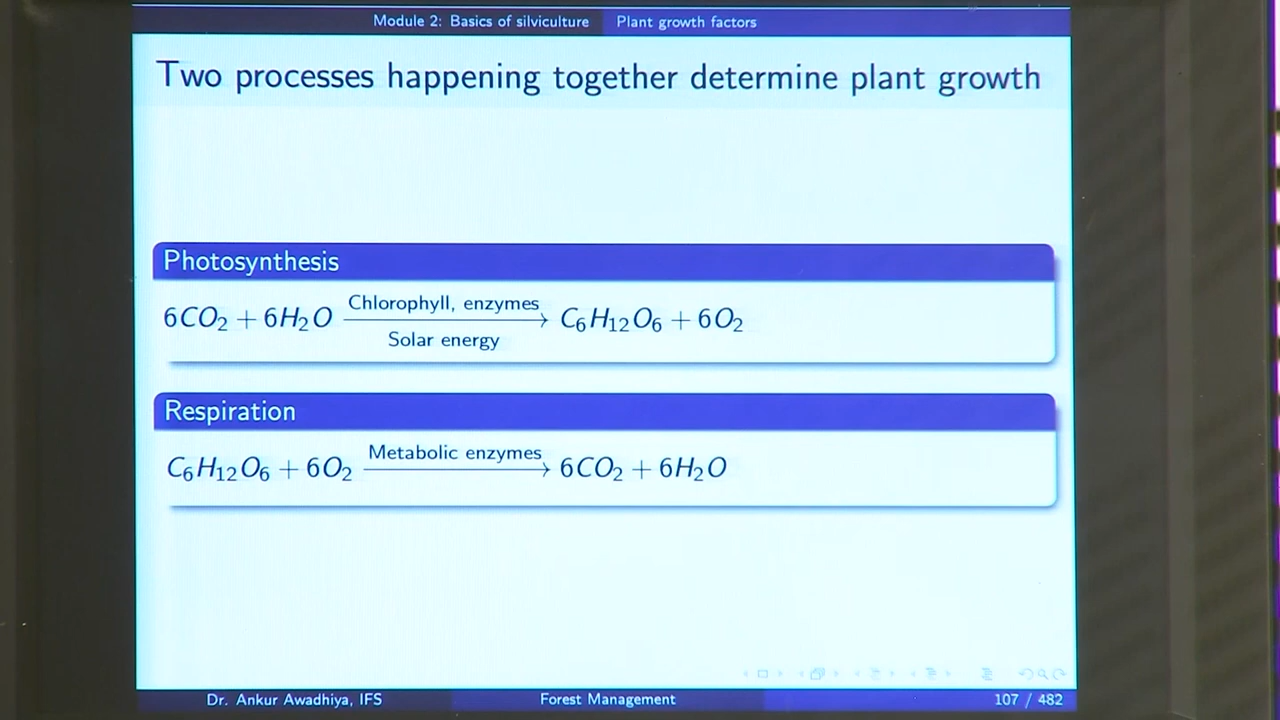 Module 2: Basics of silviculture Plant growth factors
Two processes happening together determine plant growth
Photosynthesis
6CO₂ + 6H₂O Chlorophyll, enzymes Solar energy → C₆H₁₂O₆ + 6O₂
Respiration
C₆H₁₂O₆ + 6O₂ Metabolic enzymes → 6CO₂ + 6H₂O
Dr. Ankur Awadhiya, IFS Forest Management 107 / 482